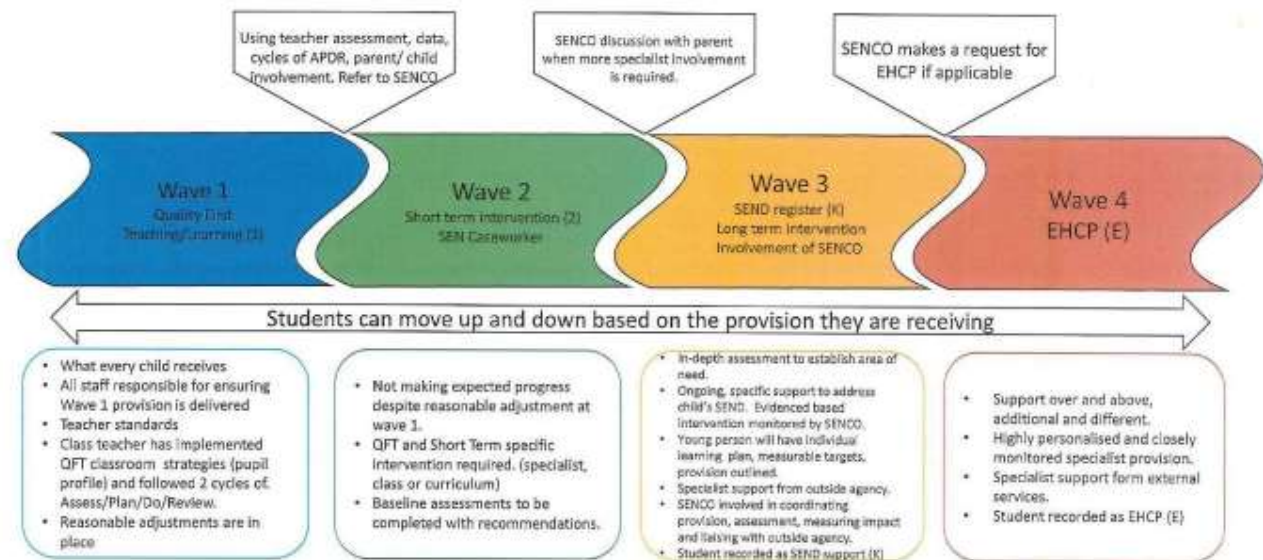 Using teacher assessment, data,
cycles of APDR, parent/ child
involvement. Refer to SENCO
SENCO discussion with parent
when more specialist involvement
is required.
SENCO makes a request for
EHCP if applicable
Wave 1
Quality First
Teaching/Learning (1)
Wave 2
Short term intervention (2)
SEN Caseworker
Wave 3
SEND register (K)
Long term intervention
Involvement of SENCO
Wave 4
EHCP (E)
Students can move up and down based on the provision they are receiving
• What every child receives
• All staff responsible for ensuring
Wave 1 provision is delivered
• Teacher standards
• Class teacher has implemented
QFT classroom strategies (pupil
profile) and followed 2 cycles of.
Assess/Plan/Do/Review.
• Reasonable adjustments are in
place
• Not making expected progress
despite reasonable adjustment at
wave 1.
• QFT and Short Term specific
intervention required. (specialist,
class or curriculum)
• Baseline assessments to be
completed with recommendations.
• In-depth assessment to establish area of
need.
• Ongoing, specific support to address
child's SEND. Evidenced based
intervention monitored by SENCO.
• Young person will have individual
learning plan, measurable targets,
provision outlined.
• Specialist support from outside agency.
• SENCO involved in coordinating
provision, assessment, measuring impact
and liaising with outside agency.
• Student recorded as SEND support (K)
• Support over and above,
additional and different.
• Highly personalised and closely
monitored specialist provision.
• Specialist support form external
services.
• Student recorded as EHCP (E)